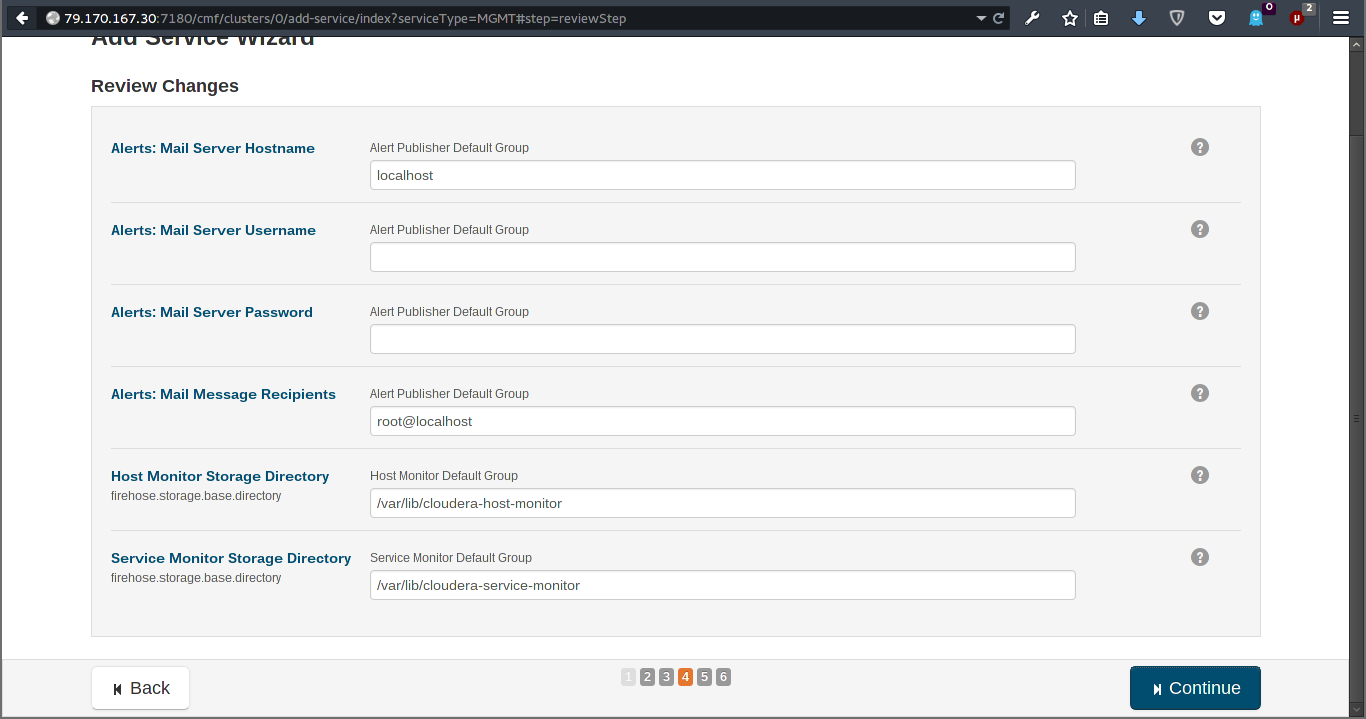 79.170.167.30:7180/cmf/clusters/0/add-service/index?serviceType=MGMT#step=reviewStep
0
2
Add Service Wizard
Review Changes
Alerts: Mail Server Hostname
Alert Publisher Default Group
?
localhost
Alerts: Mail Server Username
Alert Publisher Default Group
?
Alerts: Mail Server Password
Alert Publisher Default Group
?
Alerts: Mail Message Recipients
Alert Publisher Default Group
?
root@localhost
Host Monitor Storage Directory
Host Monitor Default Group
?
firehose.storage.base.directory
/var/lib/cloudera-host-monitor
Service Monitor Storage Directory
Service Monitor Default Group
?
firehose.storage.base.directory
/var/lib/cloudera-service-monitor
Back
1 2 3 4 5 6
Continue